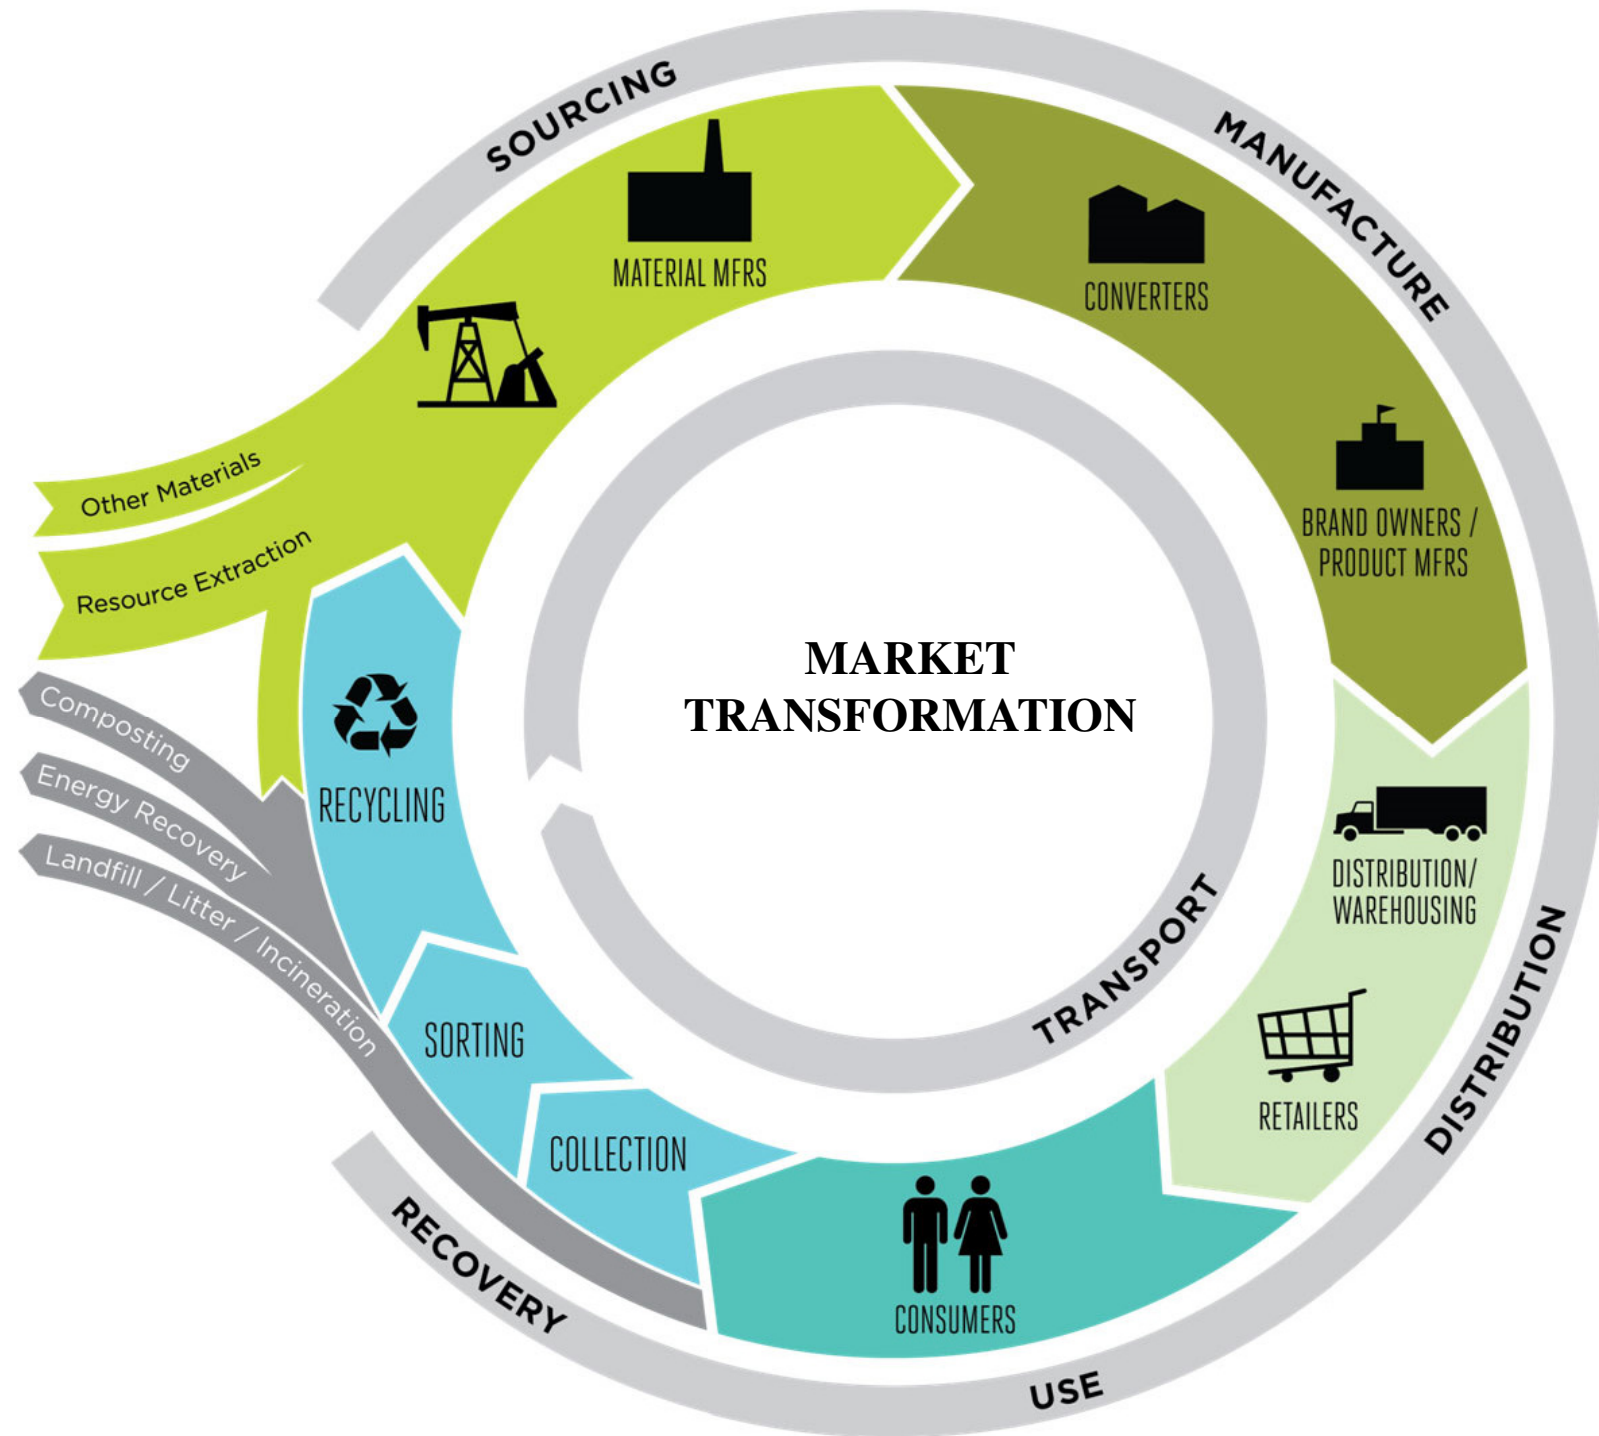 SOURCING
MANUFACTURE
MATERIAL MFRS
CONVERTERS
Other Materials
Resource Extraction
BRAND OWNERS /
PRODUCT MFRS
MARKET
TRANSFORMATION
Composting
Energy Recovery
Landfill / Litter / Incineration
RECYCLING
DISTRIBUTION/
WAREHOUSING
TRANSPORT
DISTRIBUTION
SORTING
RETAILERS
COLLECTION
RECOVERY
CONSUMERS
USE